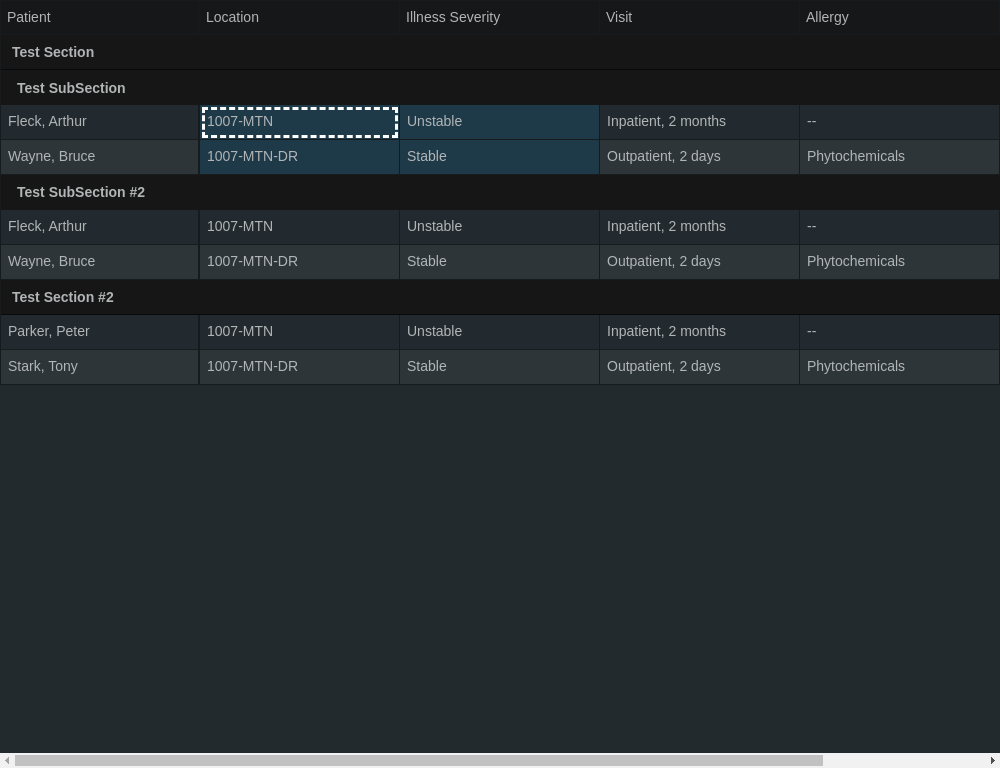 Patient Location Illness Severity Visit Allergy
Test Section
Test SubSection
Fleck, Arthur 1007-MTN Unstable Inpatient, 2 months --
Wayne, Bruce 1007-MTN-DR Stable Outpatient, 2 days Phytochemicals
Test SubSection #2
Fleck, Arthur 1007-MTN Unstable Inpatient, 2 months --
Wayne, Bruce 1007-MTN-DR Stable Outpatient, 2 days Phytochemicals
Test Section #2
Parker, Peter 1007-MTN Unstable Inpatient, 2 months --
Stark, Tony 1007-MTN-DR Stable Outpatient, 2 days Phytochemicals